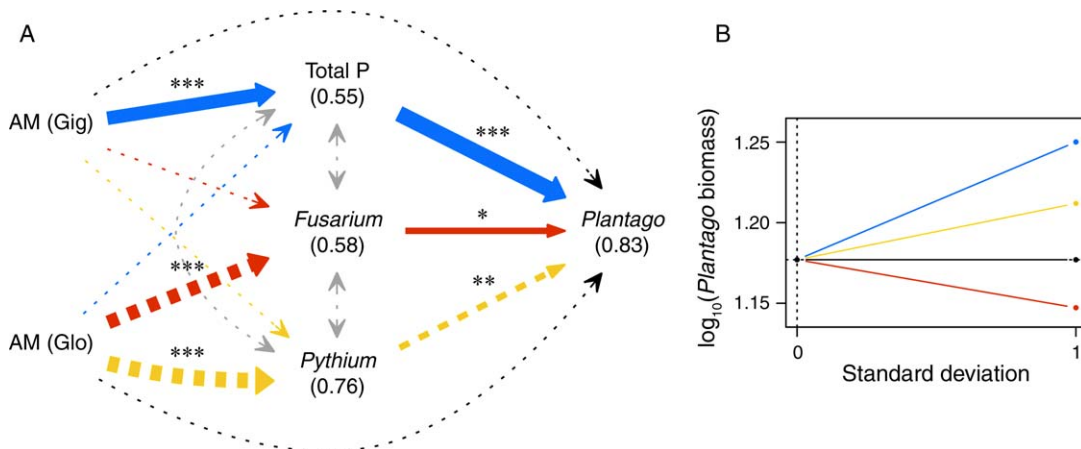 A
B
Total P
(0.55)
***
AM (Gig)
***
Fusarium
(0.58)
*
Plantago
(0.83)
***
**
AM (Glo)
***
Pythium
(0.76)
log10(Plantago biomass)
1.25
1.20
1.15
0
1
Standard deviation